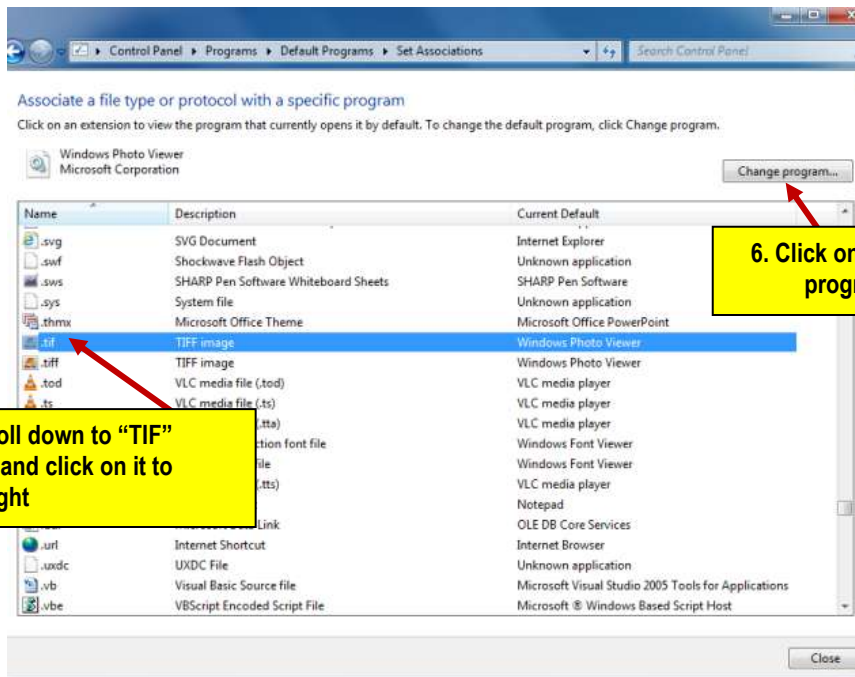 Control Panel ▸ Programs ▸ Default Programs ▸ Set Associations
Search Control Panel
Associate a file type or protocol with a specific program
Click on an extension to view the program that currently opens it by default. To change the default program, click Change program.
Windows Photo Viewer
Microsoft Corporation
Change program...
Name Description Current Default
.svg SVG Document Internet Explorer
.swf Shockwave Flash Object Unknown application
.sws SHARP Pen Software Whiteboard Sheets SHARP Pen Software
.sys System file Unknown application
.thmx Microsoft Office Theme Microsoft Office PowerPoint
6. Click on
progr
.tif TIFF image Windows Photo Viewer
.tiff TIFF image Windows Photo Viewer
.tod VLC media file (.tod) VLC media player
.ts VLC media file (.ts) VLC media player
(.tta) VLC media player
ction font file Windows Font Viewer
file Windows Font Viewer
(.tts) VLC media player
Notepad
Link OLE DB Core Services
oll down to “TIF”
and click on it to
ght
.url Internet Shortcut Internet Browser
.uxdc UXDC File Unknown application
.vb Visual Basic Source file Microsoft Visual Studio 2005 Tools for Applications
.vbe VBScript Encoded Script File Microsoft ® Windows Based Script Host
Close